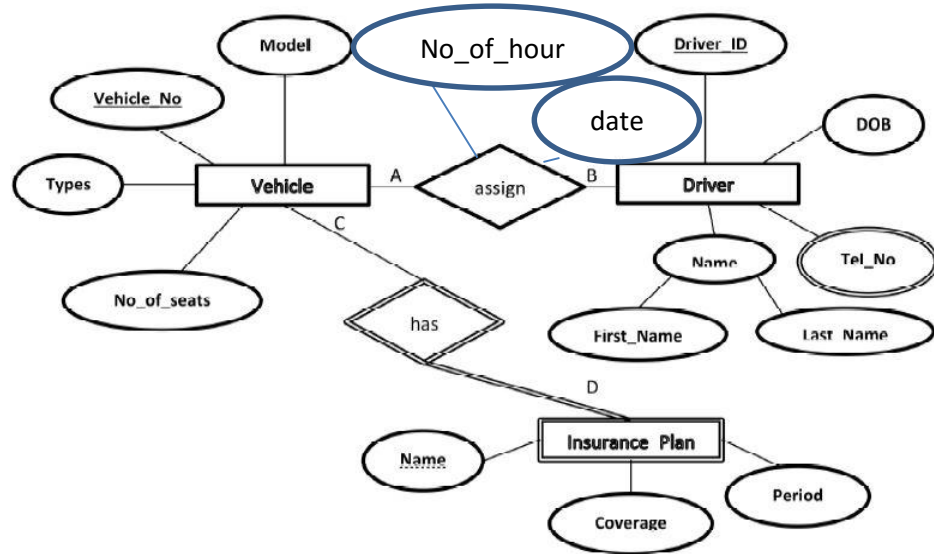 Model
No_of_hour
Driver_ID
Vehicle_No
date
DOB
Types
Vehicle
A
assign
B
Driver
C
Name
Tel_No
No_of_seats
has
First_Name
Last_Name
D
Name
Insurance Plan
Period
Coverage